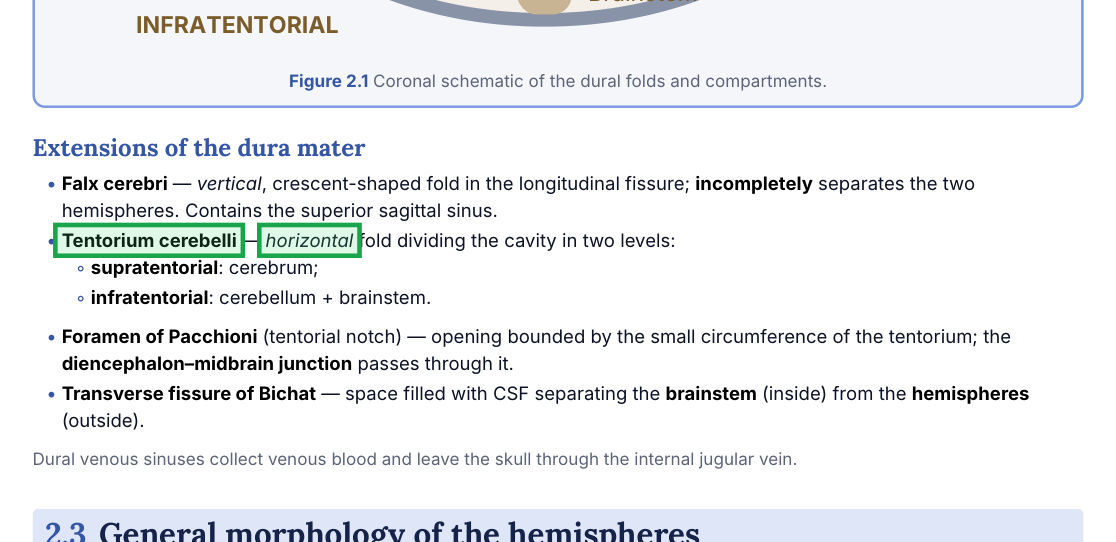 INFRATENTORIAL
Figure 2.1 Coronal schematic of the dural folds and compartments.
Extensions of the dura mater
• Falx cerebri — vertical, crescent-shaped fold in the longitudinal fissure; incompletely separates the two
hemispheres. Contains the superior sagittal sinus.
• Tentorium cerebelli — horizontal fold dividing the cavity in two levels:
◦ supratentorial: cerebrum;
◦ infratentorial: cerebellum + brainstem.
• Foramen of Pacchioni (tentorial notch) — opening bounded by the small circumference of the tentorium; the
diencephalon–midbrain junction passes through it.
• Transverse fissure of Bichat — space filled with CSF separating the brainstem (inside) from the hemispheres
(outside).
Dural venous sinuses collect venous blood and leave the skull through the internal jugular vein.
2.3 General morphology of the hemispheres